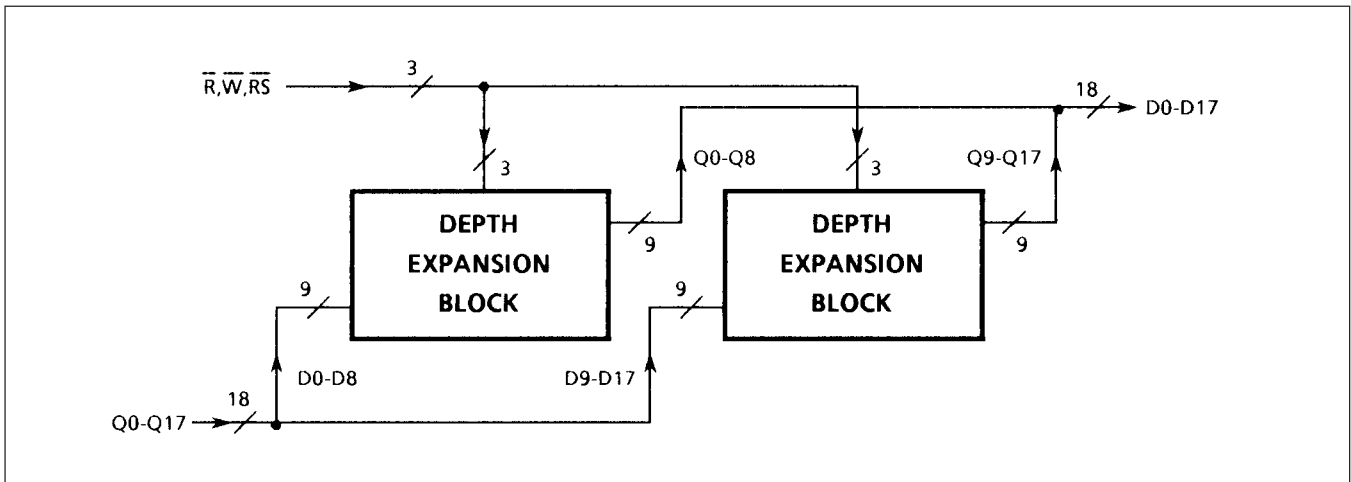 R̅,W̅,R̅S̅
3
18
D0-D17
3
Q0-Q8
3
Q9-Q17
DEPTH
EXPANSION
BLOCK
9
DEPTH
EXPANSION
BLOCK
9
9
9
D0-D8
D9-D17
18
Q0-Q17